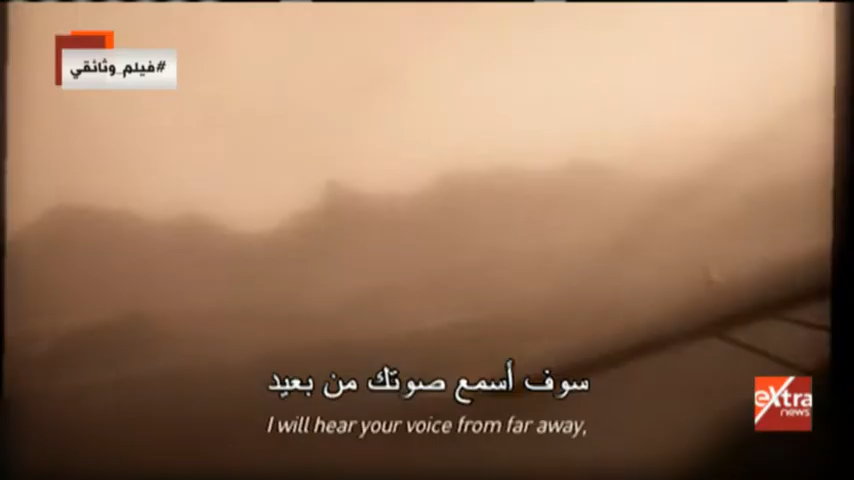 #فيلم_وثائقي
سوف أسمع صوتك من بعيد
I will hear your voice from far away,
eXtra
news